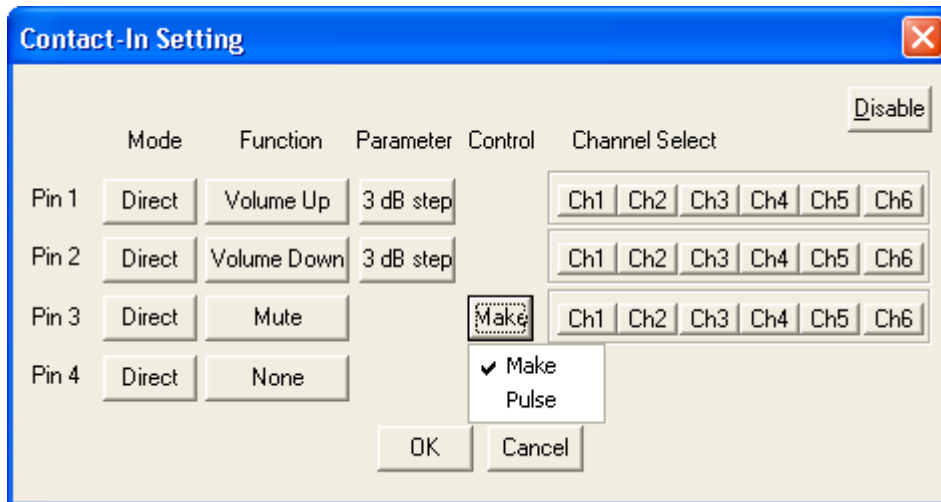 Contact-In Setting
Disable
Mode Function Parameter Control Channel Select
Pin 1 Direct Volume Up 3 dB step Ch1 Ch2 Ch3 Ch4 Ch5 Ch6
Pin 2 Direct Volume Down 3 dB step Ch1 Ch2 Ch3 Ch4 Ch5 Ch6
Pin 3 Direct Mute Make Ch1 Ch2 Ch3 Ch4 Ch5 Ch6
Pin 4 Direct None
Make
Pulse
OK Cancel